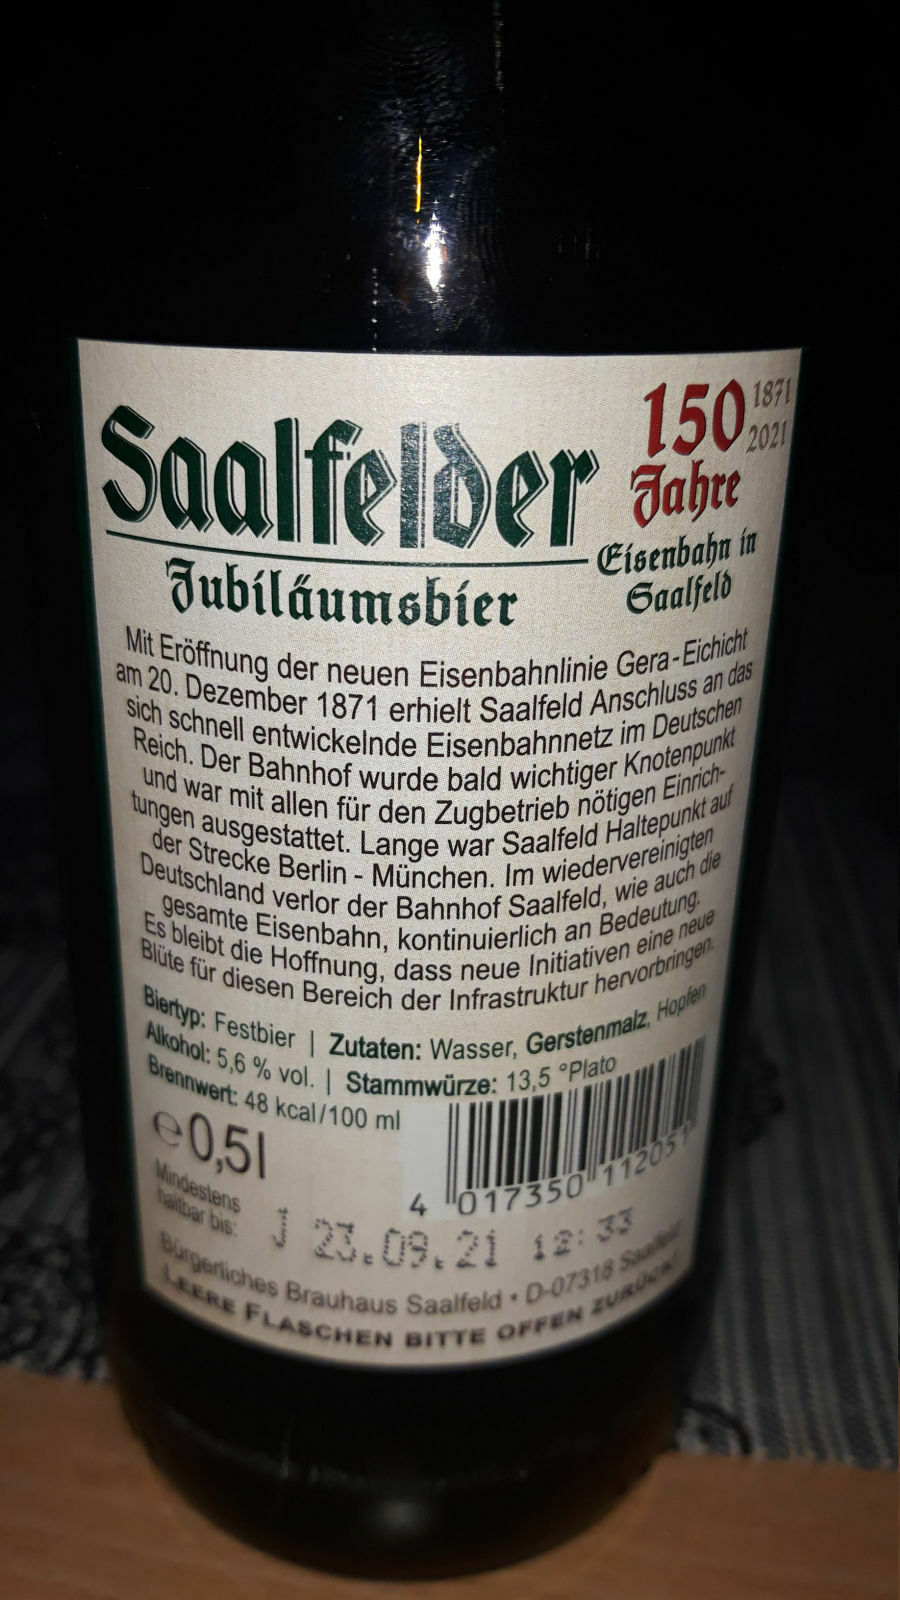 Saalfelder
150 1871
2021
Jahre
Eisenbahn in
Saalfeld
Jubiläumsbier
Mit Eröffnung der neuen Eisenbahnlinie Gera-Eichicht
am 20. Dezember 1871 erhielt Saalfeld Anschluss an das
sich schnell entwickelnde Eisenbahnnetz im Deutschen
Reich. Der Bahnhof wurde bald wichtiger Knotenpunkt
und war mit allen für den Zugbetrieb nötigen Einrich-
tungen ausgestattet. Lange war Saalfeld Haltepunkt auf
der Strecke Berlin - München. Im wiedervereinigten
Deutschland verlor der Bahnhof Saalfeld, wie auch die
gesamte Eisenbahn, kontinuierlich an Bedeutung.
Es bleibt die Hoffnung, dass neue Initiativen eine neue
Blüte für diesen Bereich der Infrastruktur hervorbringen.
Biertyp: Festbier | Zutaten: Wasser, Gerstenmalz, Hopfen
Alkohol: 5,6 % vol. | Stammwürze: 13,5 °Plato
Brennwert: 48 kcal/100 ml
℮0,5l
4 017350 112051
Mindestens
haltbar bis:
J 23.09.21 12:33
Bürgerliches Brauhaus Saalfeld • D-07318 Saalfeld
LEERE FLASCHEN BITTE OFFEN ZURÜCK!